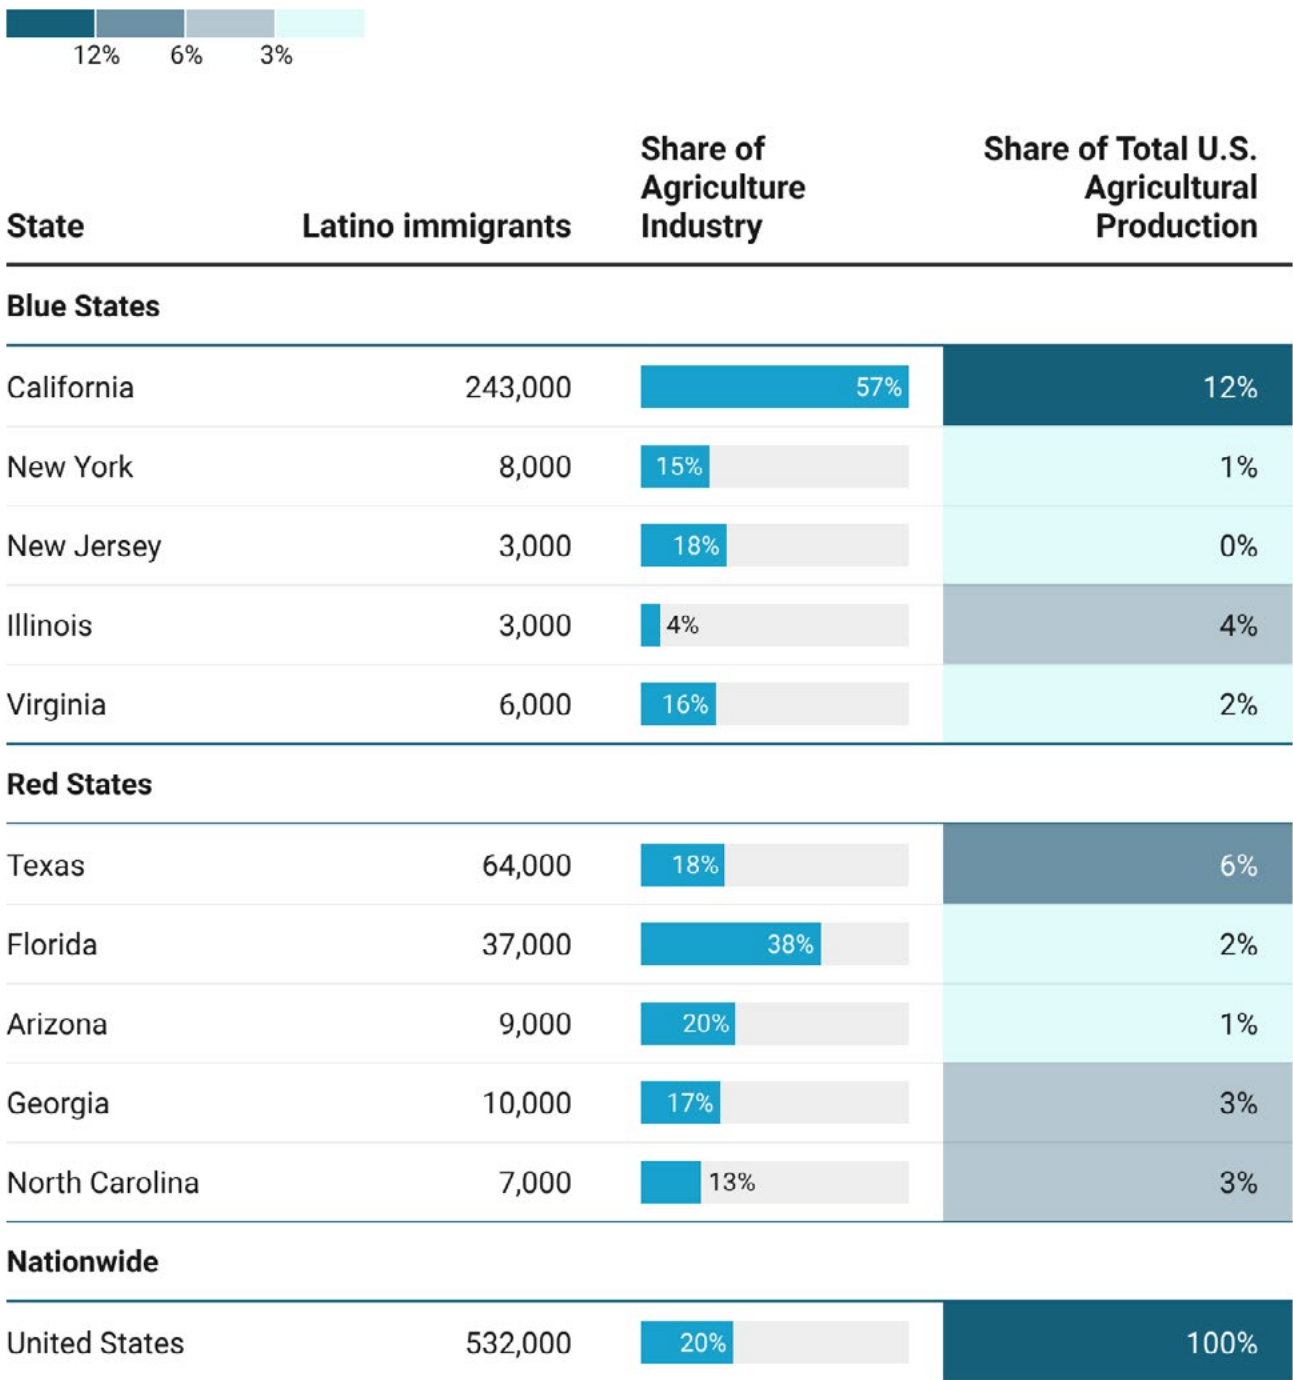 12% 6% 3%
Share of Share of Total U.S.
Agriculture Agricultural
State Latino immigrants Industry Production
Blue States
California 243,000 57% 12%
New York 8,000 15% 1%
New Jersey 3,000 18% 0%
Illinois 3,000 4% 4%
Virginia 6,000 16% 2%
Red States
Texas 64,000 18% 6%
Florida 37,000 38% 2%
Arizona 9,000 20% 1%
Georgia 10,000 17% 3%
North Carolina 7,000 13% 3%
Nationwide
United States 532,000 20% 100%